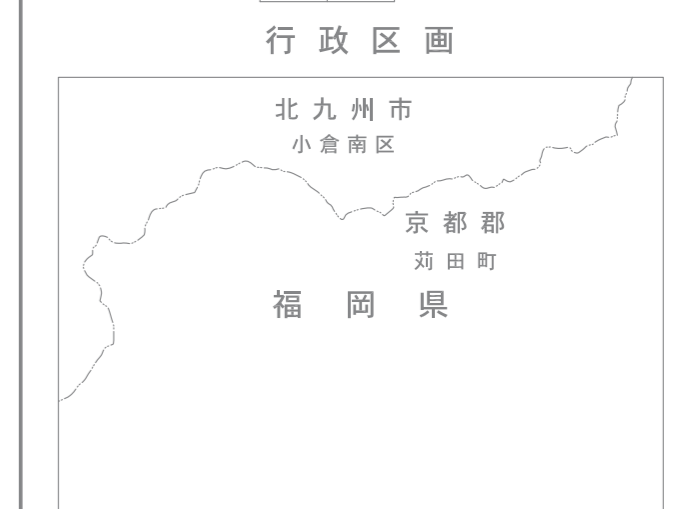 行政区画
北九州市
小倉南区
京都郡
苅田町
福岡県